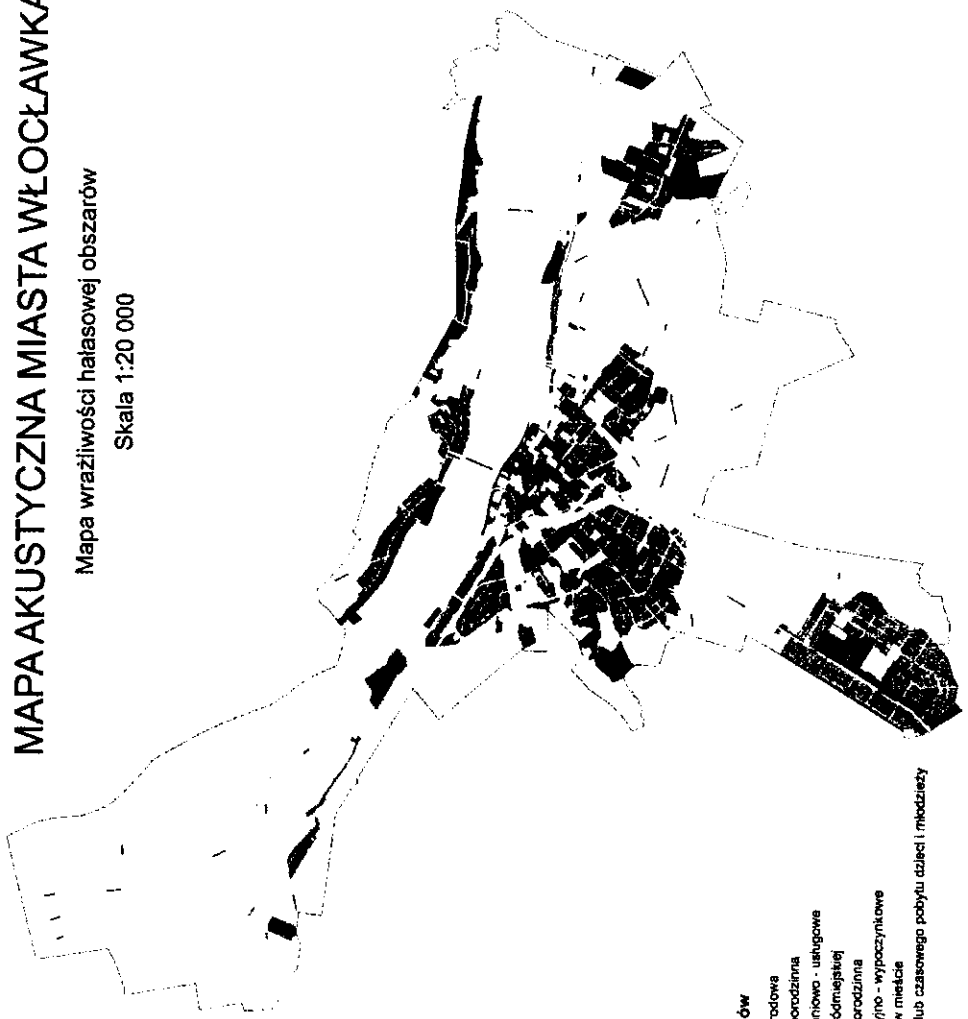 MAPA AKUSTYCZNA MIASTA WŁOCŁAWKA
Mapa wrażliwości hałasowej obszarów
Skala 1:20 000
ów
rodowa
orodzinna
niowo - usługowe
ódmiejskiej
orodzinna
yjno - wypoczynkowe
w mieście
lub czasowego pobytu dzieci i młodzieży